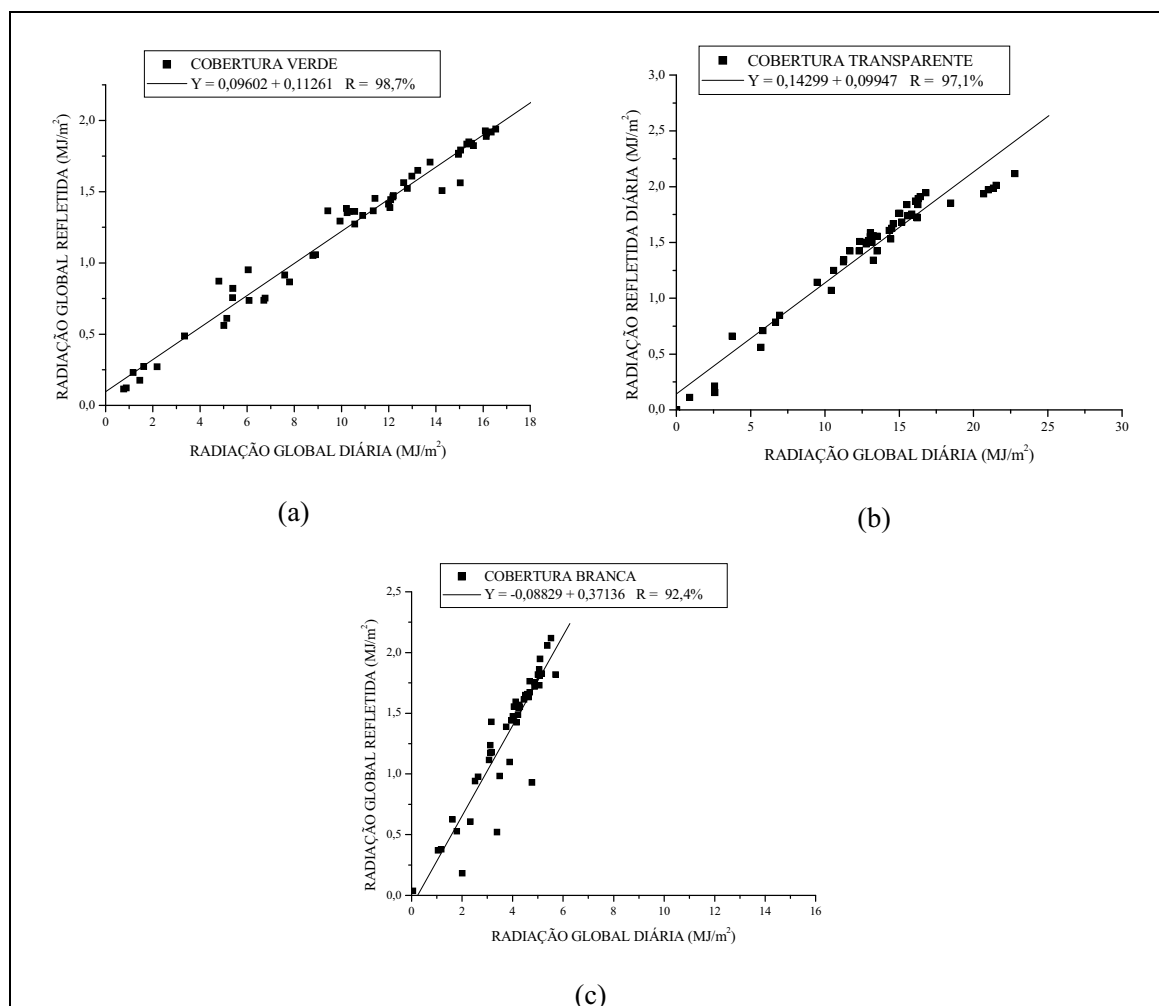 COBERTURA VERDE
Y = 0,09602 + 0,11261 R = 98,7%
RADIAÇÃO GLOBAL REFLETIDA (MJ/m²)
2,0
1,5
1,0
0,5
0,0
0 2 4 6 8 10 12 14 16 18
RADIAÇÃO GLOBAL DIÁRIA (MJ/m²)
(a)
COBERTURA TRANSPARENTE
Y = 0,14299 + 0,09947 R = 97,1%
RADIAÇÃO REFLETIDA DIÁRIA (MJ/m²)
3,0
2,5
2,0
1,5
1,0
0,5
0,0
0 5 10 15 20 25 30
RADIAÇÃO GLOBAL DIÁRIA (MJ/m²)
(b)
COBERTURA BRANCA
Y = -0,08829 + 0,37136 R = 92,4%
RADIAÇÃO GLOBAL REFLETIDA (MJ/m²)
2,5
2,0
1,5
1,0
0,5
0,0
0 2 4 6 8 10 12 14 16
RADIAÇÃO GLOBAL DIÁRIA (MJ/m²)
(c)